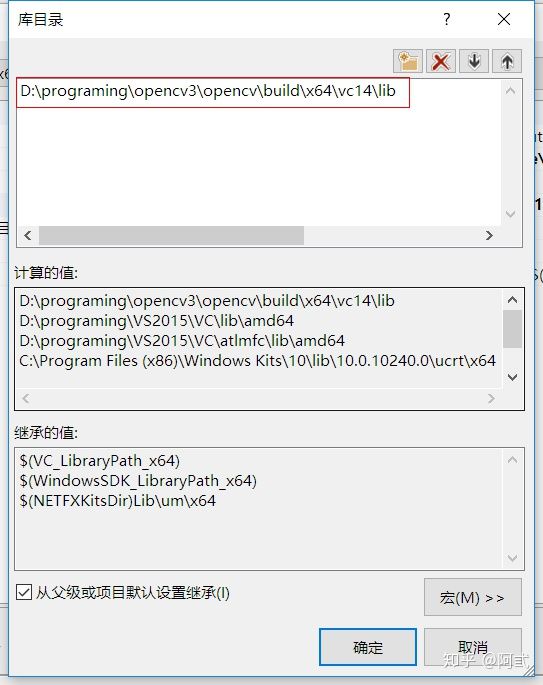 库目录
D:\programing\opencv3\opencv\build\x64\vc14\lib
计算的值:
D:\programing\opencv3\opencv\build\x64\vc14\lib
D:\programing\VS2015\VC\lib\amd64
D:\programing\VS2015\VC\atlmfc\lib\amd64
C:\Program Files (x86)\Windows Kits\10\lib\10.0.10240.0\ucrt\x64
继承的值:
$(VC_LibraryPath_x64)
$(WindowsSDK_LibraryPath_x64)
$(NETFXKitsDir)Lib\um\x64
从父级或项目默认设置继承(I)
宏(M) >>
确定
取消
知乎 @阿弍